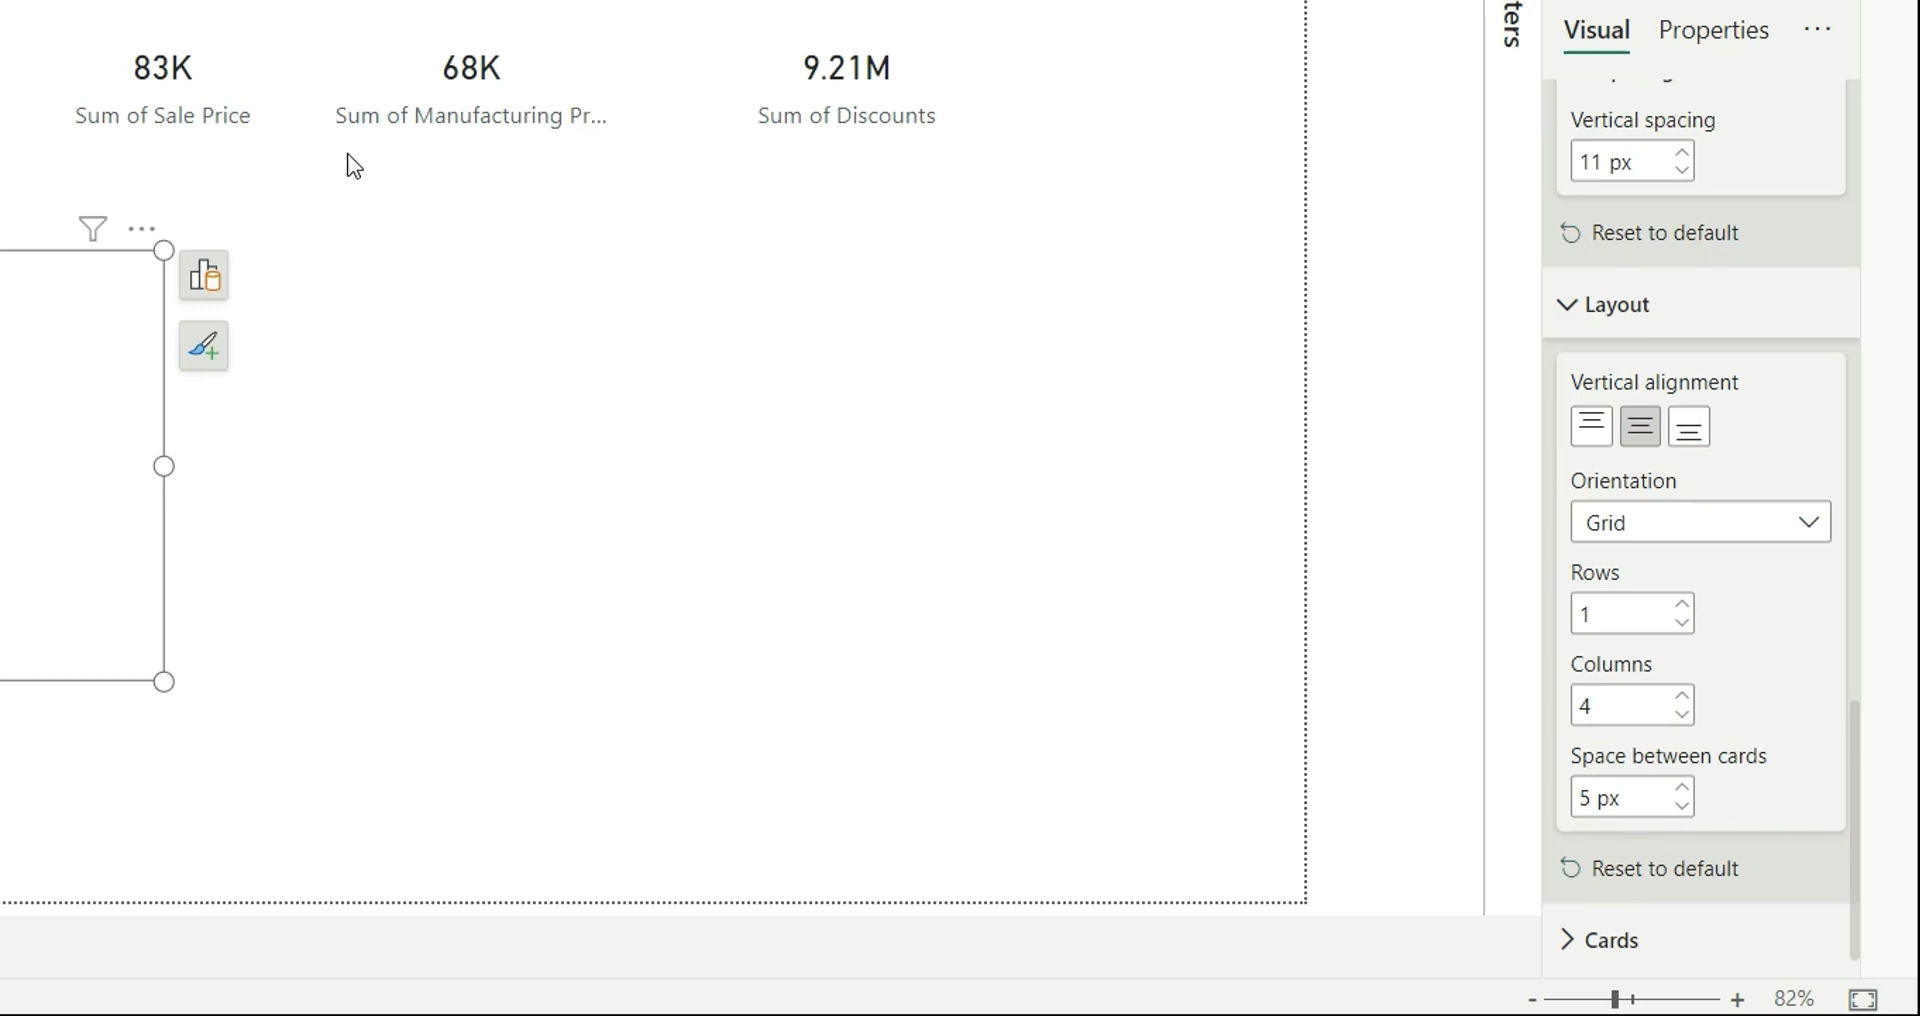 83K
Sum of Sale Price
68K
Sum of Manufacturing Pr...
9.21M
Sum of Discounts
ters
Visual
Properties
Vertical spacing
11 px
Reset to default
Layout
Vertical alignment
Orientation
Grid
Rows
1
Columns
4
Space between cards
5 px
Reset to default
Cards
82%